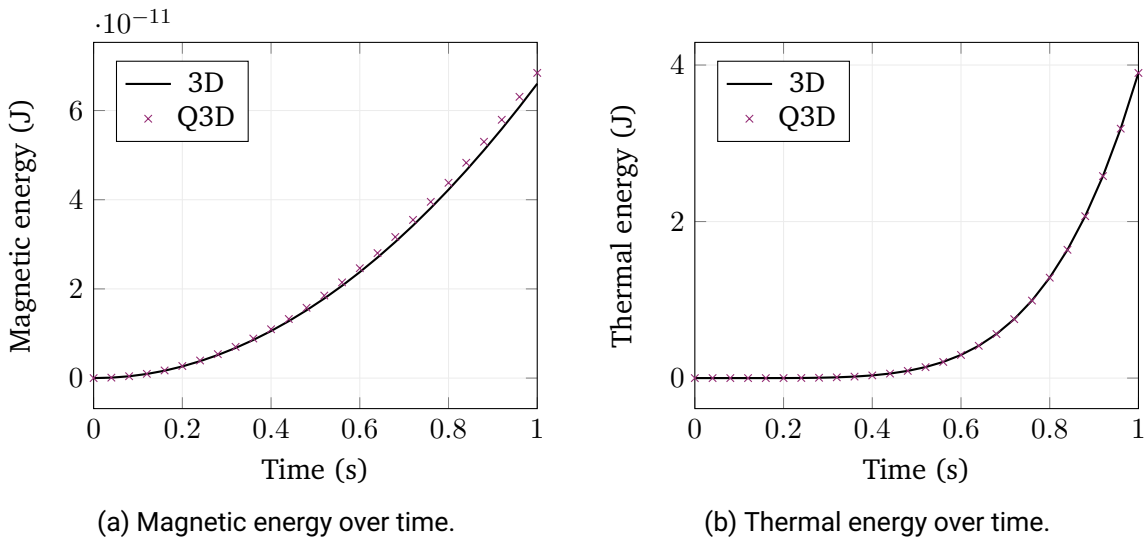 ·10−11
6
4
2
0
Magnetic energy (J)
3D
Q3D
0 0.2 0.4 0.6 0.8 1
Time (s)
(a) Magnetic energy over time.
4
2
0
Thermal energy (J)
3D
Q3D
0 0.2 0.4 0.6 0.8 1
Time (s)
(b) Thermal energy over time.